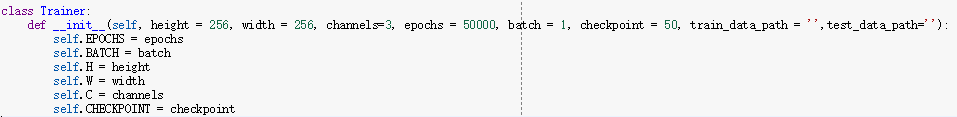 class Trainer:
    def __init__(self, height = 256, width = 256, channels=3, epochs = 50000, batch = 1, checkpoint = 50, train_data_path = '',test_data_path=''):
        self.EPOCHS = epochs
        self.BATCH = batch
        self.H = height
        self.W = width
        self.C = channels
        self.CHECKPOINT = checkpoint